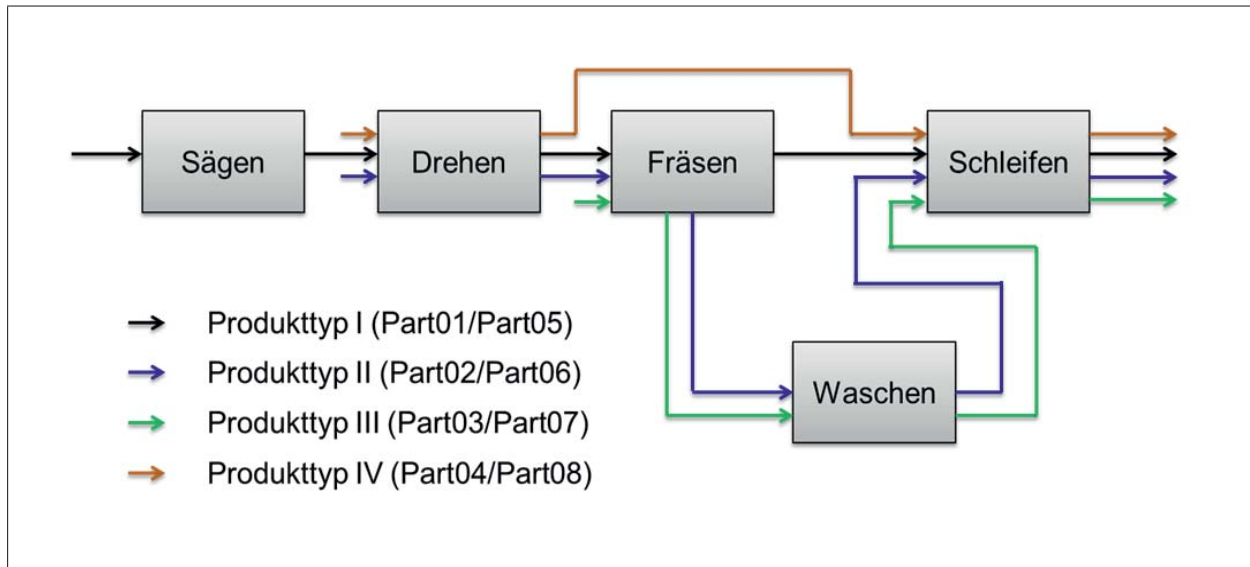 Sägen
Drehen
Fräsen
Schleifen
Waschen
Produkttyp I (Part01/Part05)
Produkttyp II (Part02/Part06)
Produkttyp III (Part03/Part07)
Produkttyp IV (Part04/Part08)